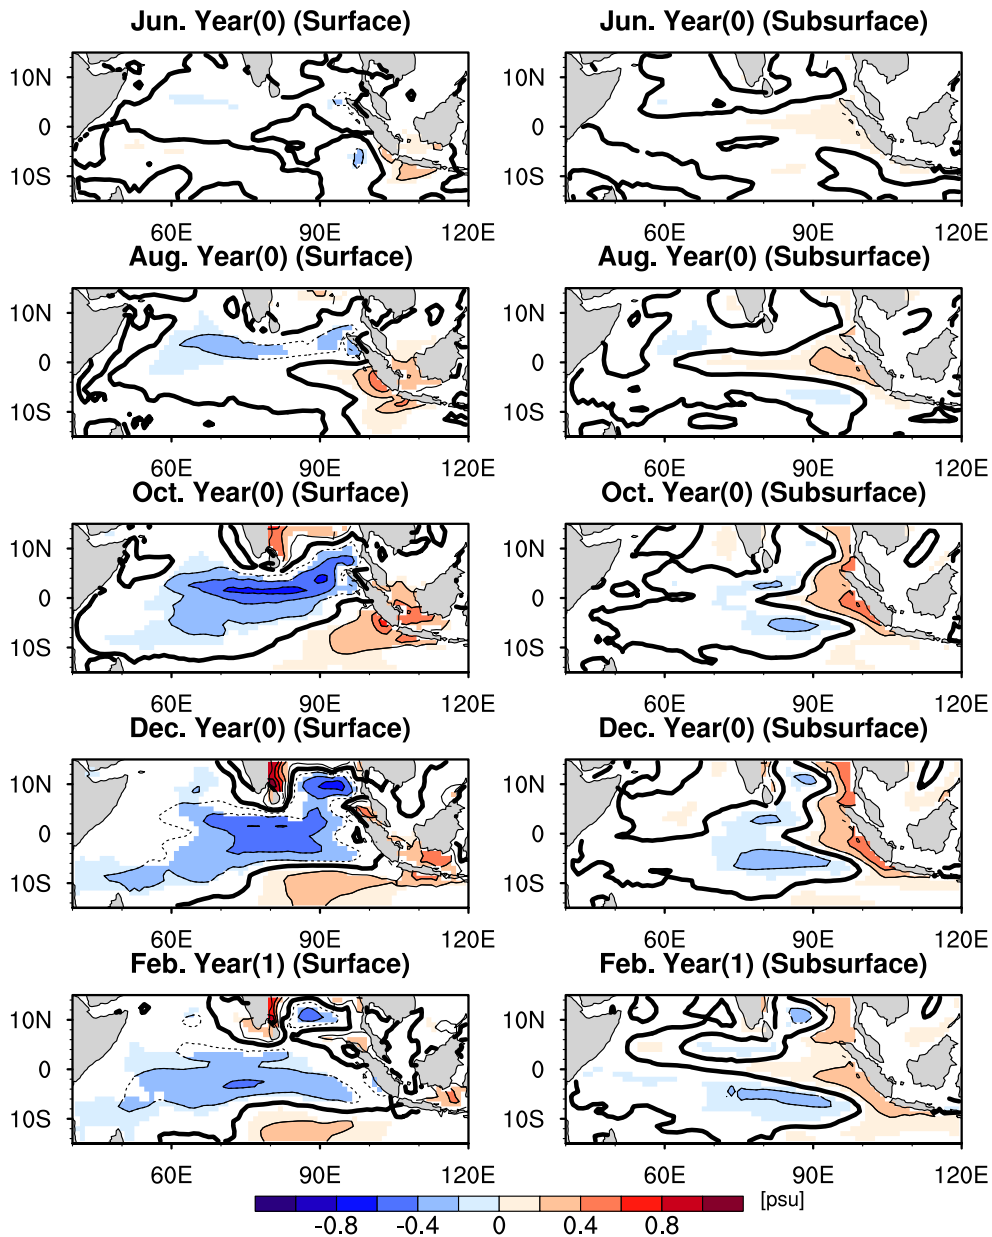 Jun. Year(0) (Surface) Jun. Year(0) (Subsurface)
10N 10N
0 0
10S 10S
60E 90E 120E 60E 90E 120E
Aug. Year(0) (Surface) Aug. Year(0) (Subsurface)
10N 10N
0 0
10S 10S
60E 90E 120E 60E 90E 120E
Oct. Year(0) (Surface) Oct. Year(0) (Subsurface)
10N 10N
0 0
10S 10S
60E 90E 120E 60E 90E 120E
Dec. Year(0) (Surface) Dec. Year(0) (Subsurface)
10N 10N
0 0
10S 10S
60E 90E 120E 60E 90E 120E
Feb. Year(1) (Surface) Feb. Year(1) (Subsurface)
10N 10N
0 0
10S 10S
60E 90E 120E 60E 90E 120E
[psu]
-0.8 -0.4 0 0.4 0.8